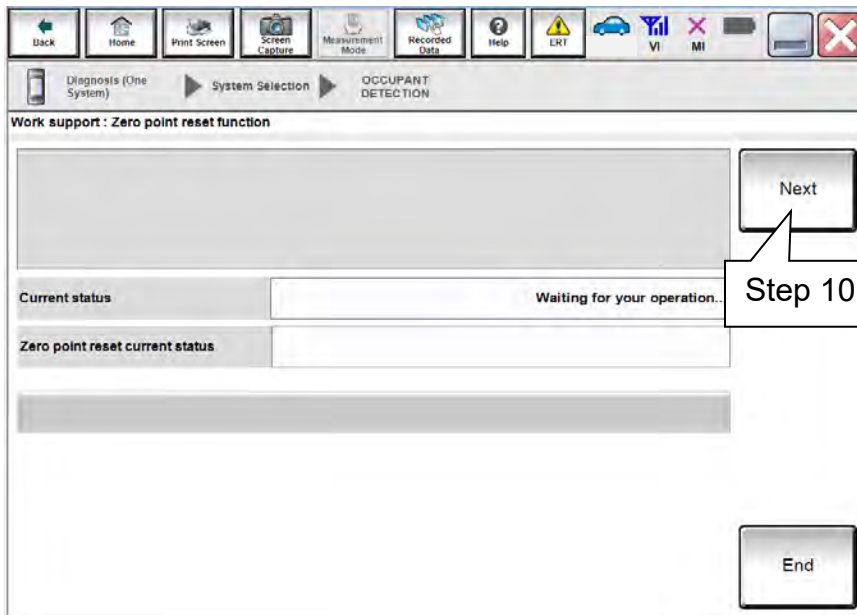 Back
Home
Print Screen
Screen
Capture
Measurement
Mode
Recorded
Data
Help
ERT
VI
MI
Diagnosis (One
System)
System Selection
OCCUPANT
DETECTION
Work support : Zero point reset function
Next
Current status
Waiting for your operation..
Step 10
Zero point reset current status
End